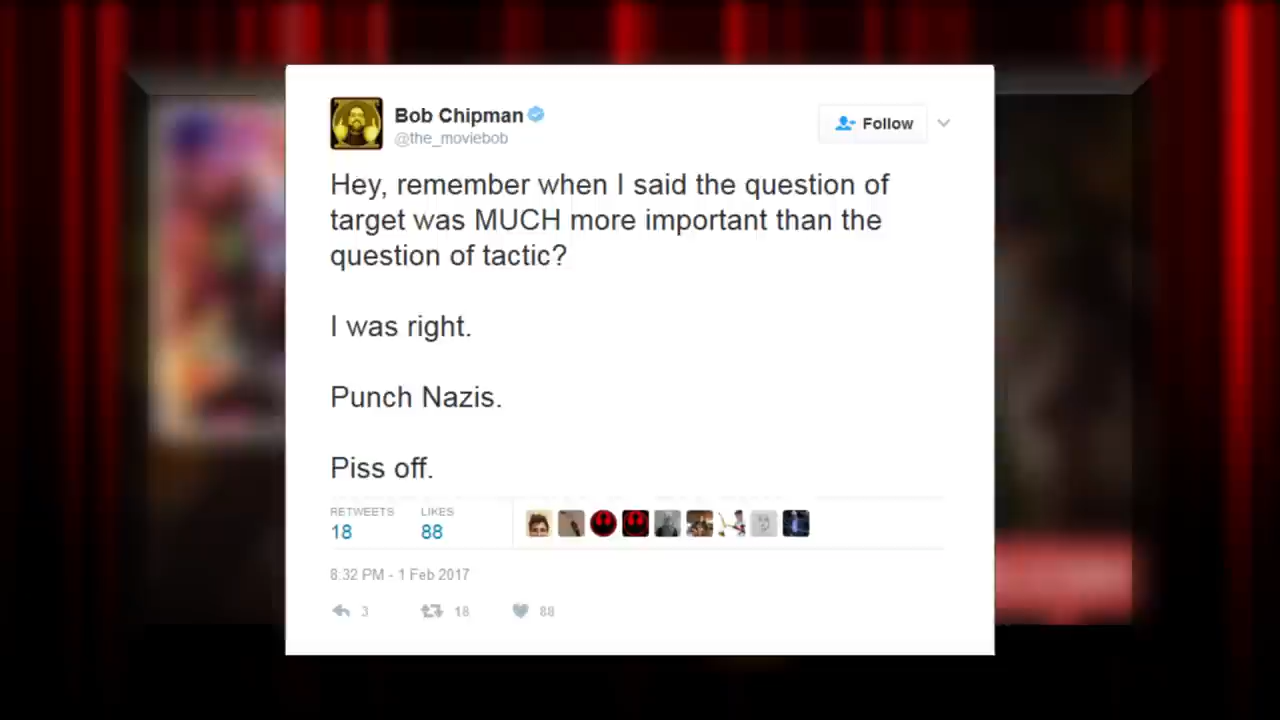 Bob Chipman
@the_moviebob
Follow
Hey, remember when I said the question of
target was MUCH more important than the
question of tactic?
I was right.
Punch Nazis.
Piss off.
RETWEETS LIKES
18 88
8:32 PM - 1 Feb 2017
3 18 88